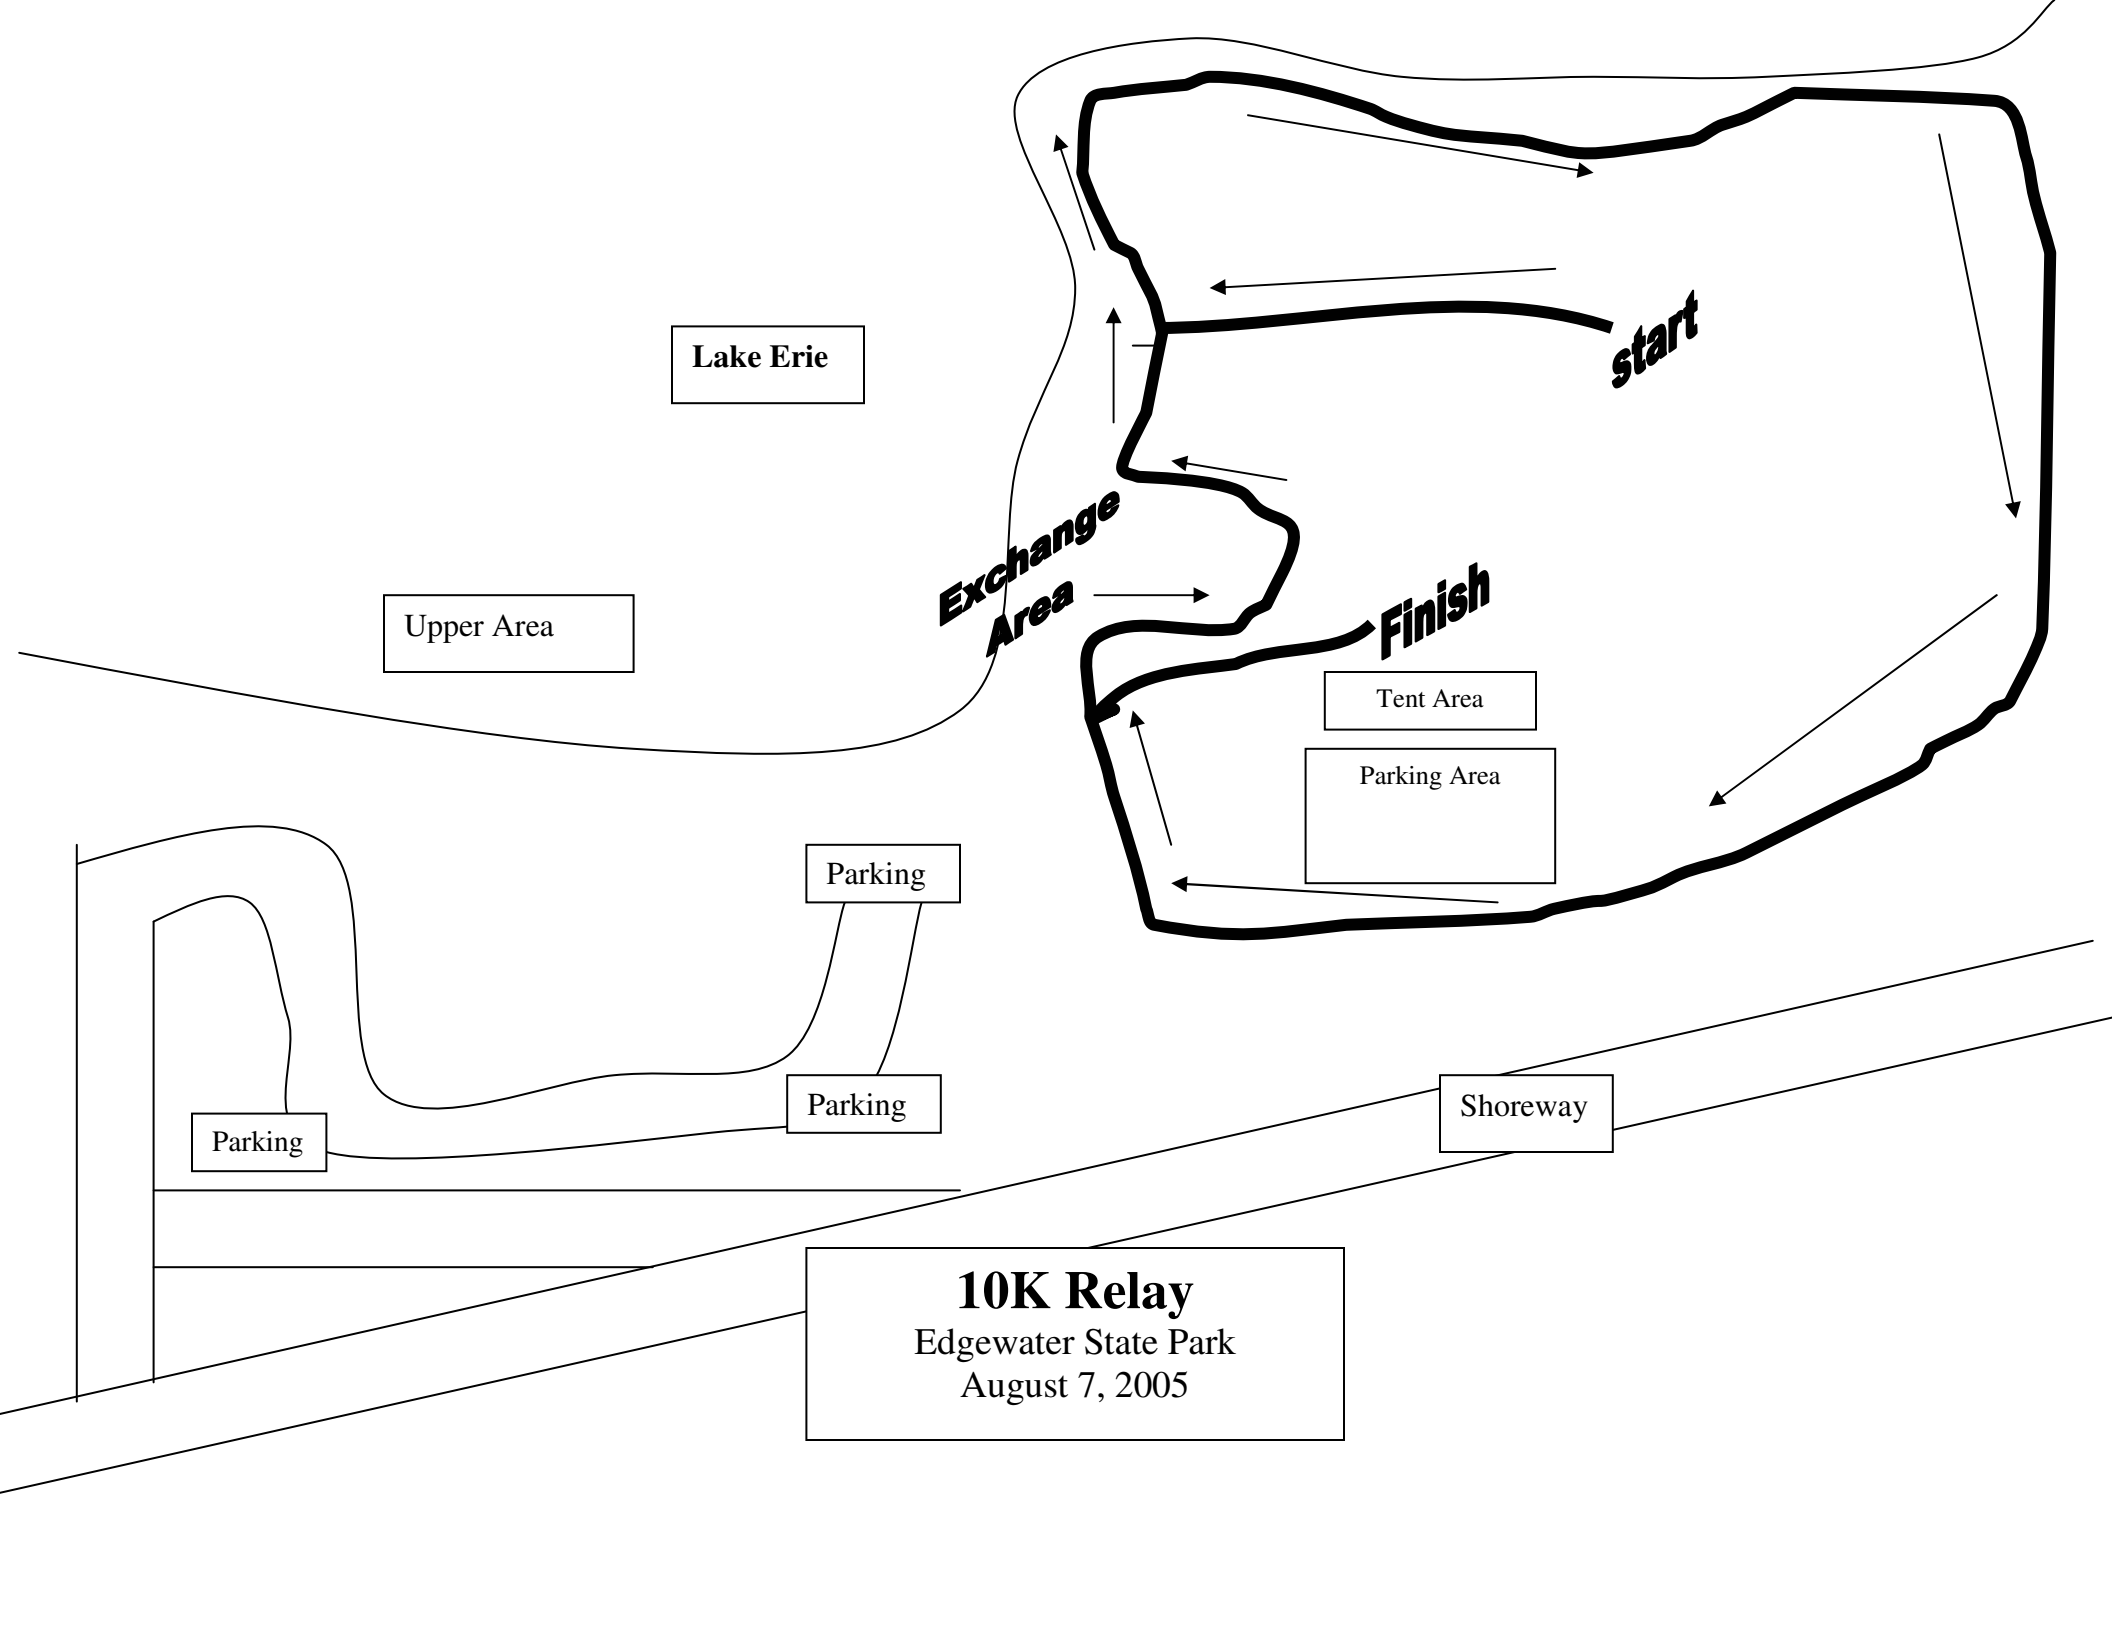 start
Lake Erie
Exchange
Area
Finish
Upper Area
Tent Area
Parking Area
Parking
Parking
Shoreway
Parking
10K Relay
Edgewater State Park
August 7, 2005